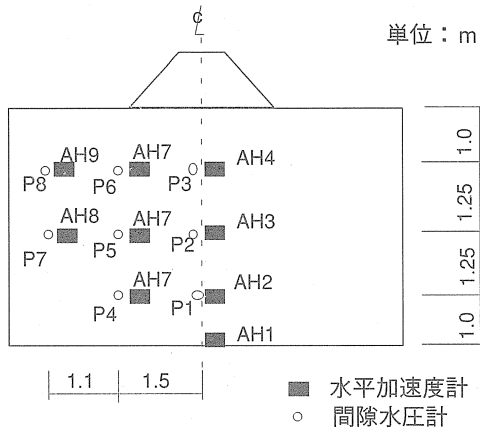 ℄
単位：m
AH9
AH7
AH4
P8
P6
P3
1.0
AH8
AH7
AH3
P7
P5
P2
1.25
AH7
AH2
P4
P1
1.25
AH1
1.0
1.1
1.5
水平加速度計
間隙水圧計